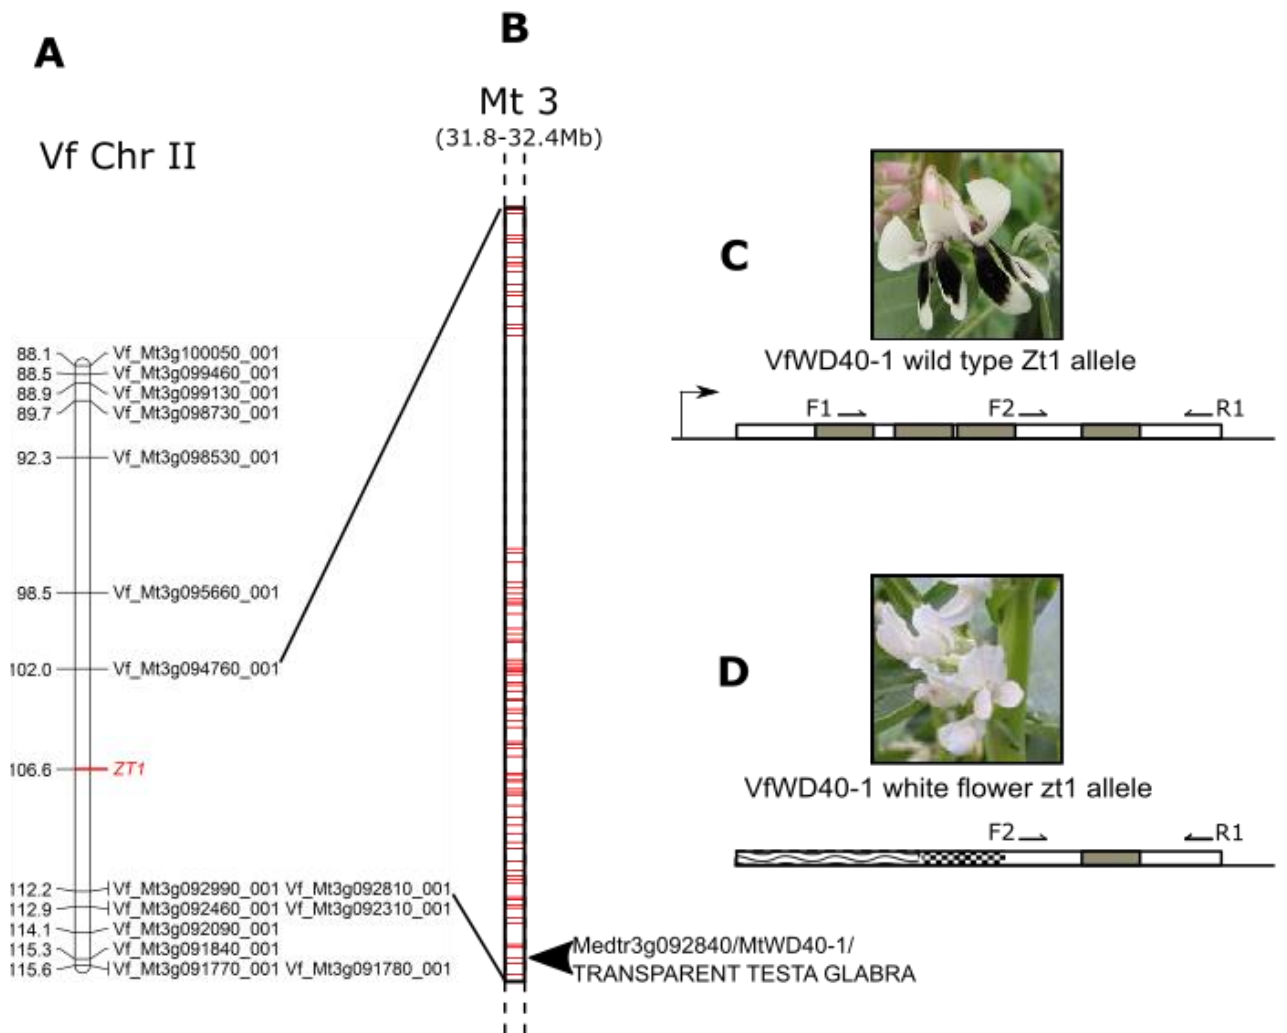 A
B
Mt 3
(31.8-32.4Mb)
Vf Chr II
88.1 Vf_Mt3g100050_001
88.5 Vf_Mt3g099460_001
88.9 Vf_Mt3g099130_001
89.7 Vf_Mt3g098730_001
92.3 Vf_Mt3g098530_001
98.5 Vf_Mt3g095660_001
102.0 Vf_Mt3g094760_001
106.6 ZT1
112.2 Vf_Mt3g092990_001 Vf_Mt3g092810_001
112.9 Vf_Mt3g092460_001 Vf_Mt3g092310_001
114.1 Vf_Mt3g092090_001
115.3 Vf_Mt3g091840_001
115.6 Vf_Mt3g091770_001 Vf_Mt3g091780_001
Medtr3g092840/MtWD40-1/
TRANSPARENT TESTA GLABRA
C
VfWD40-1 wild type Zt1 allele
F1 F2 R1
D
VfWD40-1 white flower zt1 allele
F2 R1